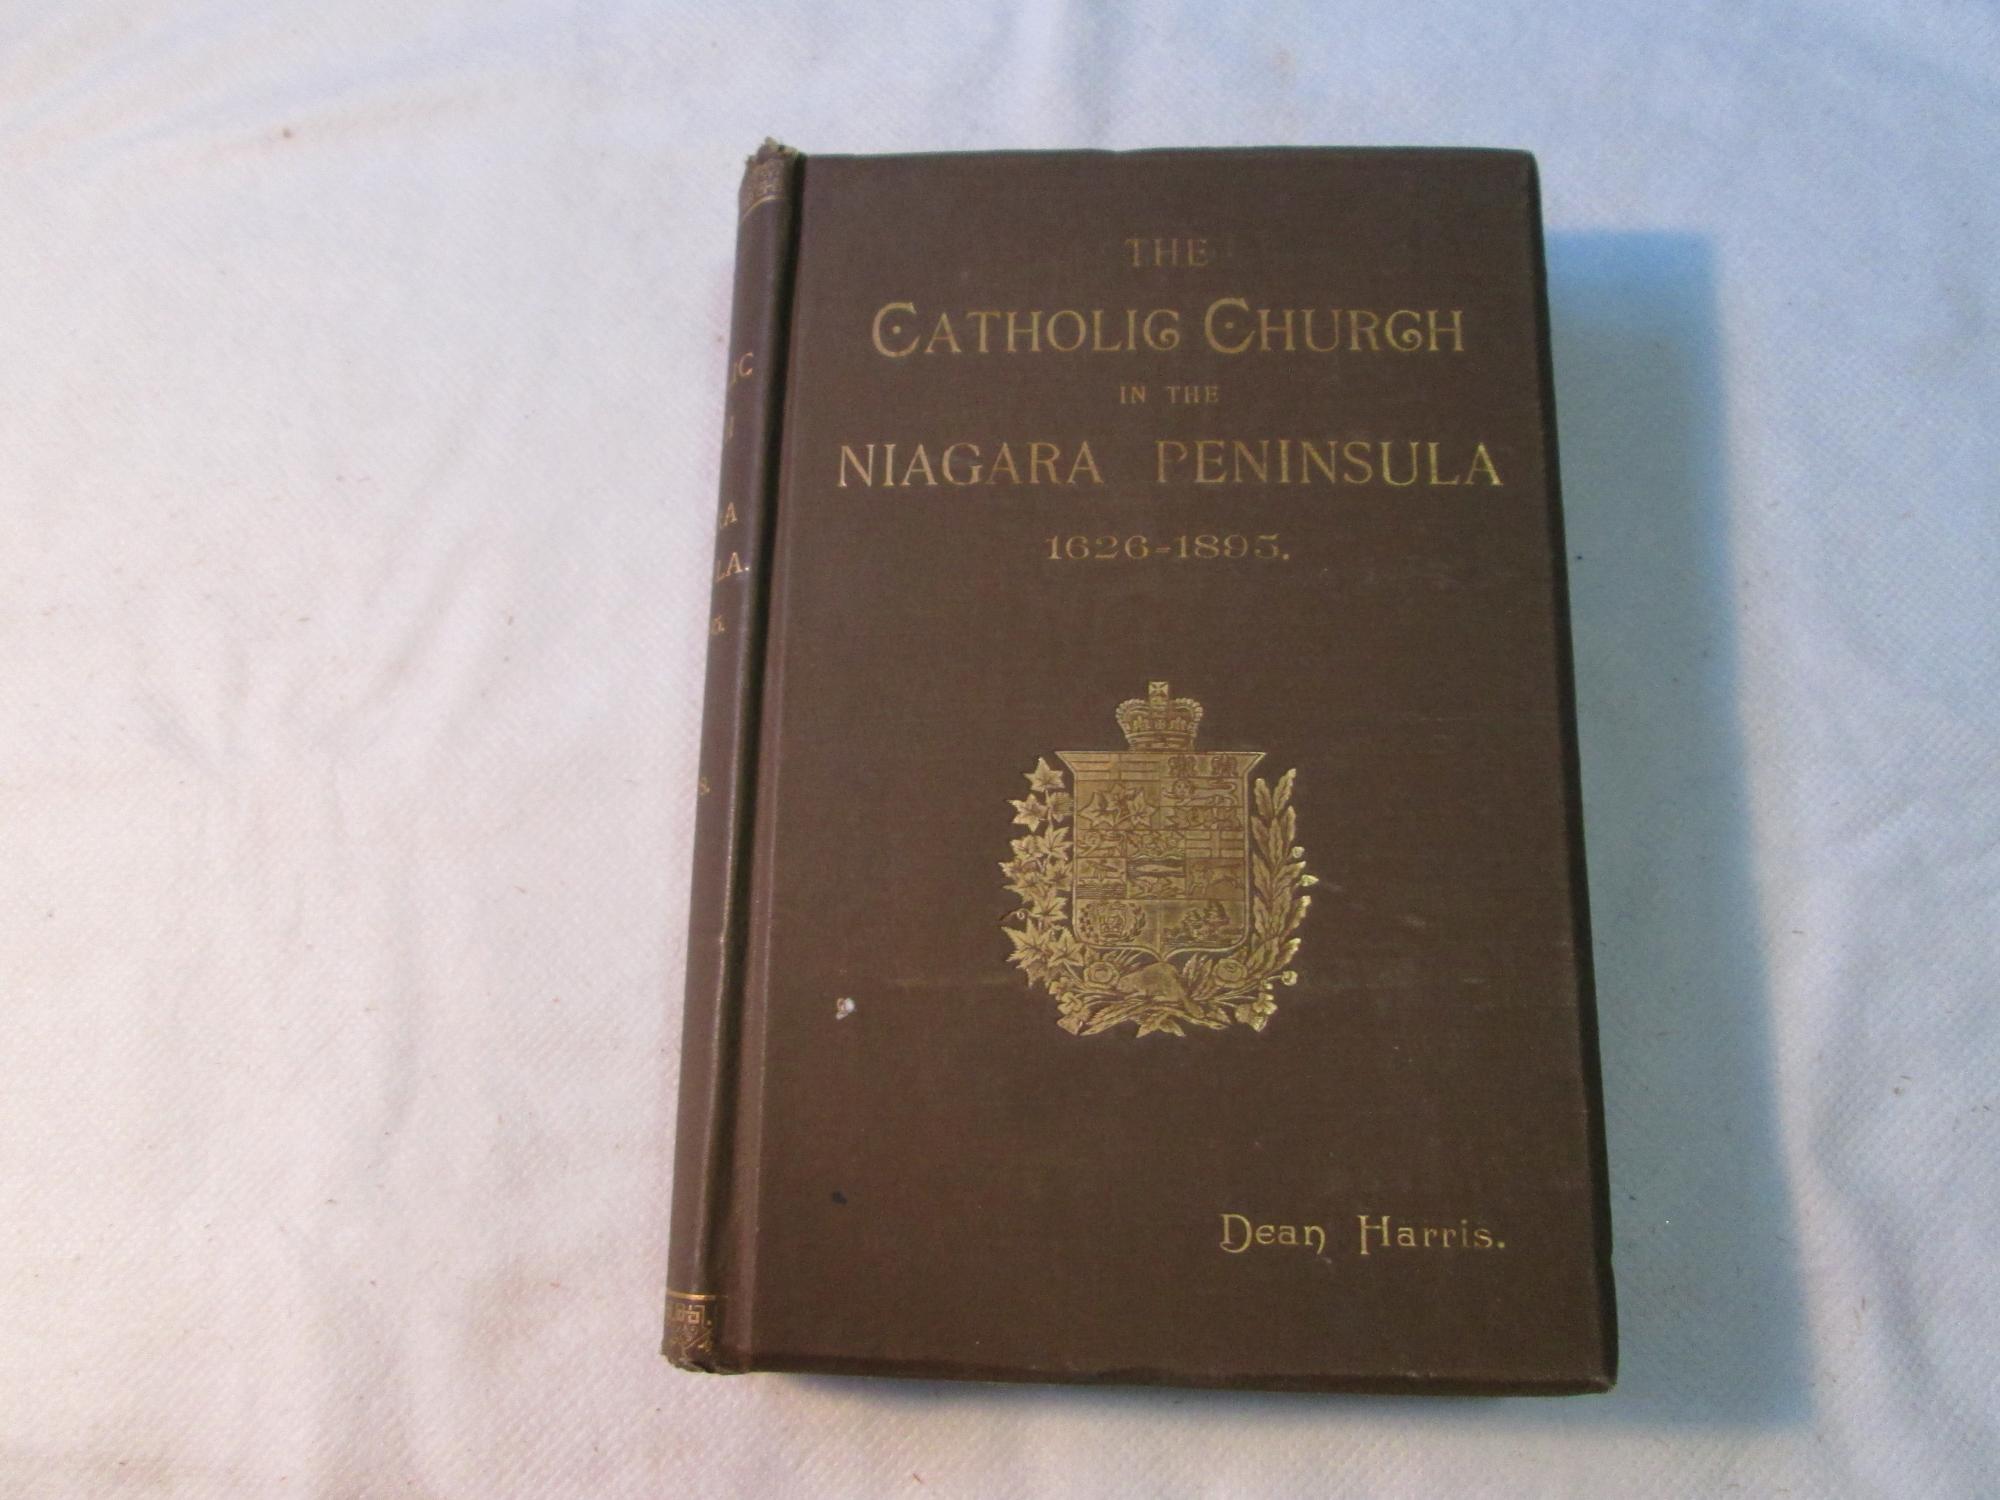 THE
CATHOLIC CHURCH
IN THE
NIAGARA PENINSULA
1626-1895.
Dean Harris.